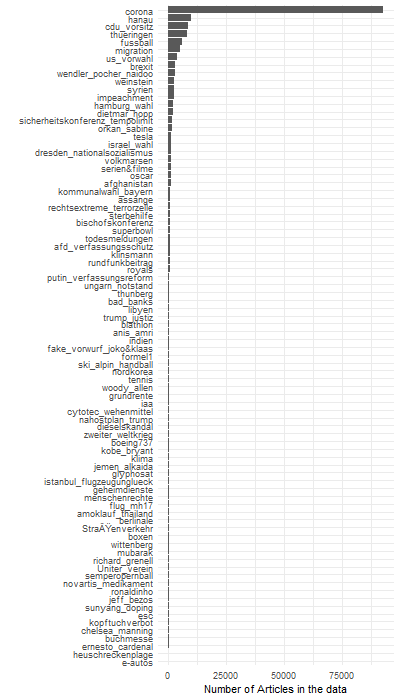 corona
hanau
cdu_vorsitz
thueringen
fussball
migration
us_vorwahl
brexit
wendler_pocher_naidoo
weinstein
syrien
impeachment
hamburg_wahl
dietmar_hopp
sicherheitskonferenz_tempolimit
orkan_sabine
tesla
israel_wahl
dresden_nationalsozialismus
volkmarsen
serien&filme
oscar
afghanistan
kommunalwahl_bayern
assange
rechtsextreme_terrorzelle
sterbehilfe
bischofskonferenz
superbowl
todesmeldungen
afd_verfassungsschutz
klinsmann
rundfunkbeitrag
royals
putin_verfassungsreform
ungarn_notstand
thunberg
bad_banks
libyen
trump_justiz
biathlon
anis_amri
indien
fake_vorwurf_joko&klaas
formel1
ski_alpin_handball
nordkorea
tennis
woody_allen
grundrente
iaa
cytotec_wehenmittel
nahostplan_trump
dieselskandal
zweiter_weltkrieg
boeing737
kobe_bryant
klima
jemen_alkaida
glyphosat
istanbul_flugzeugunglueck
geheimdienste
menschenrechte
flug_mh17
amoklauf_thailand
berlinale
StraÃŸenverkehr
boxen
wittenberg
mubarak
richard_grenell
Uniter_verein
semperopernball
novartis_medikament
ronaldinho
jeff_bezos
sunyang_doping
esc
kopftuchverbot
chelsea_manning
buchmesse
ernesto_cardenal
heuschreckenplage
e-autos
0 25000 50000 75000
Number of Articles in the data